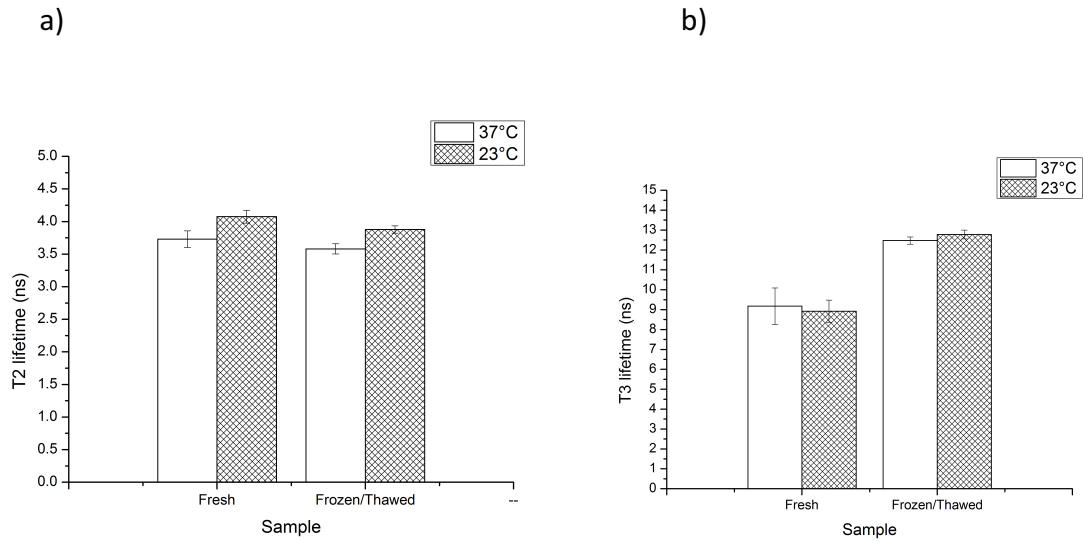 a)
37°C
23°C
5.0
4.5
4.0
3.5
3.0
2.5
2.0
1.5
1.0
0.5
0.0
T2 lifetime (ns)
Fresh Frozen/Thawed --
Sample
b)
37°C
23°C
15
14
13
12
11
10
9
8
7
6
5
4
3
2
1
0
T3 lifetime (ns)
Fresh Frozen/Thawed
Sample